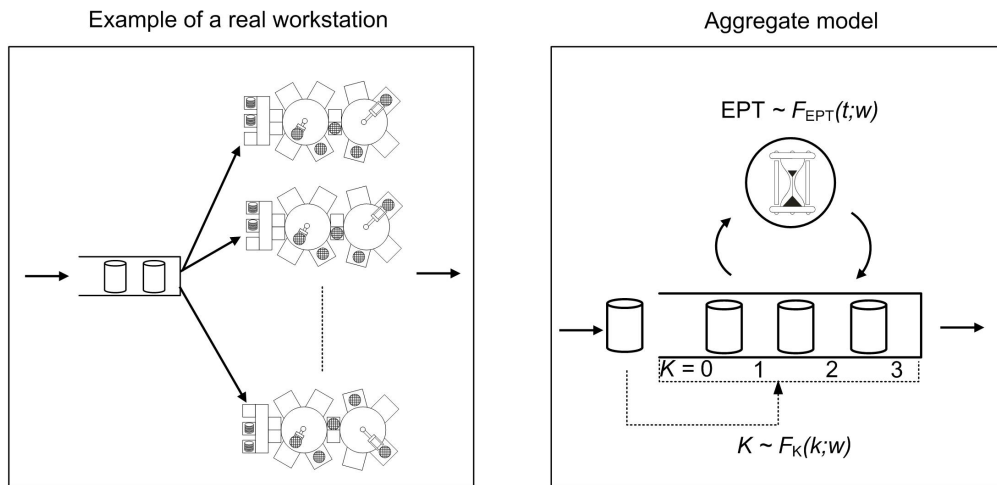 Example of a real workstation
Aggregate model
EPT ~ F_EPT(t;w)
K = 0 1 2 3
K ~ F_K(k;w)